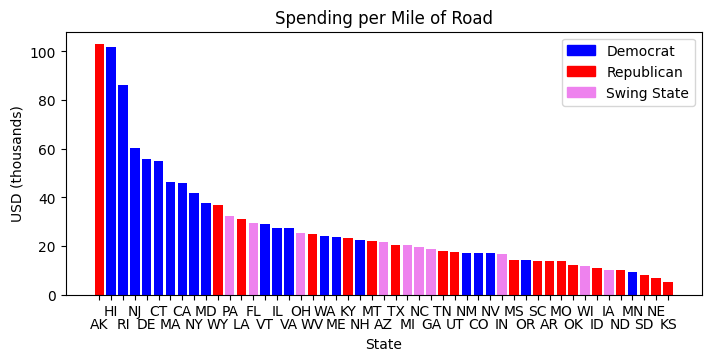 Spending per Mile of Road
USD (thousands)
100
80
60
40
20
0
Democrat
Republican
Swing State
HI NJ CT CA MD PA FL IL OH WA KY MT TX NC TN NM NV MS SC MO WI IA MN NE
AK RI DE MA NY WY LA VT VA WV ME NH AZ MI GA UT CO IN OR AR OK ID ND SD KS
State